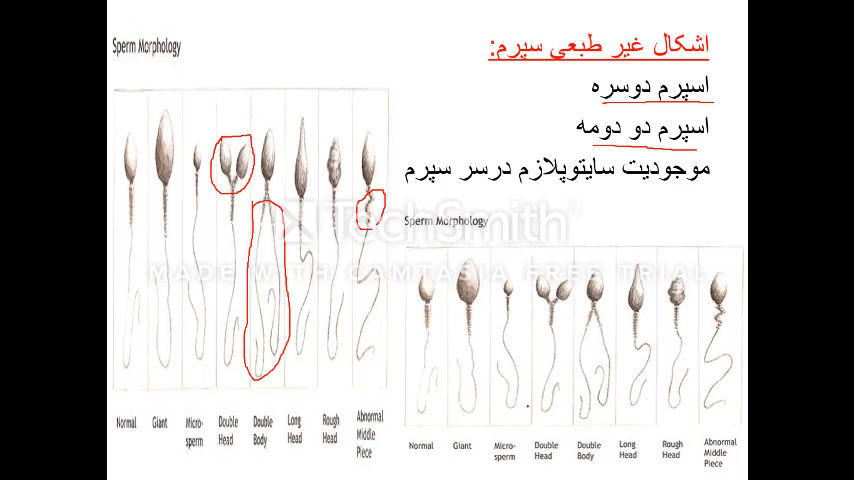 اشکال غیر طبعی سپرم:
اسپرم دوسره
اسپرم دو دومه
موجودیت سایتوپلازم درسر سپرم
Sperm Morphology
Normal
Giant
Micro-
sperm
Double
Head
Double
Body
Long
Head
Rough
Head
Abnormal
Middle
Piece
Sperm Morphology
Normal
Giant
Micro-
sperm
Double
Head
Double
Body
Long
Head
Rough
Head
Abnormal
Middle
Piece
TechSmith®
MADE WITH CAMTASIA FREE TRIAL